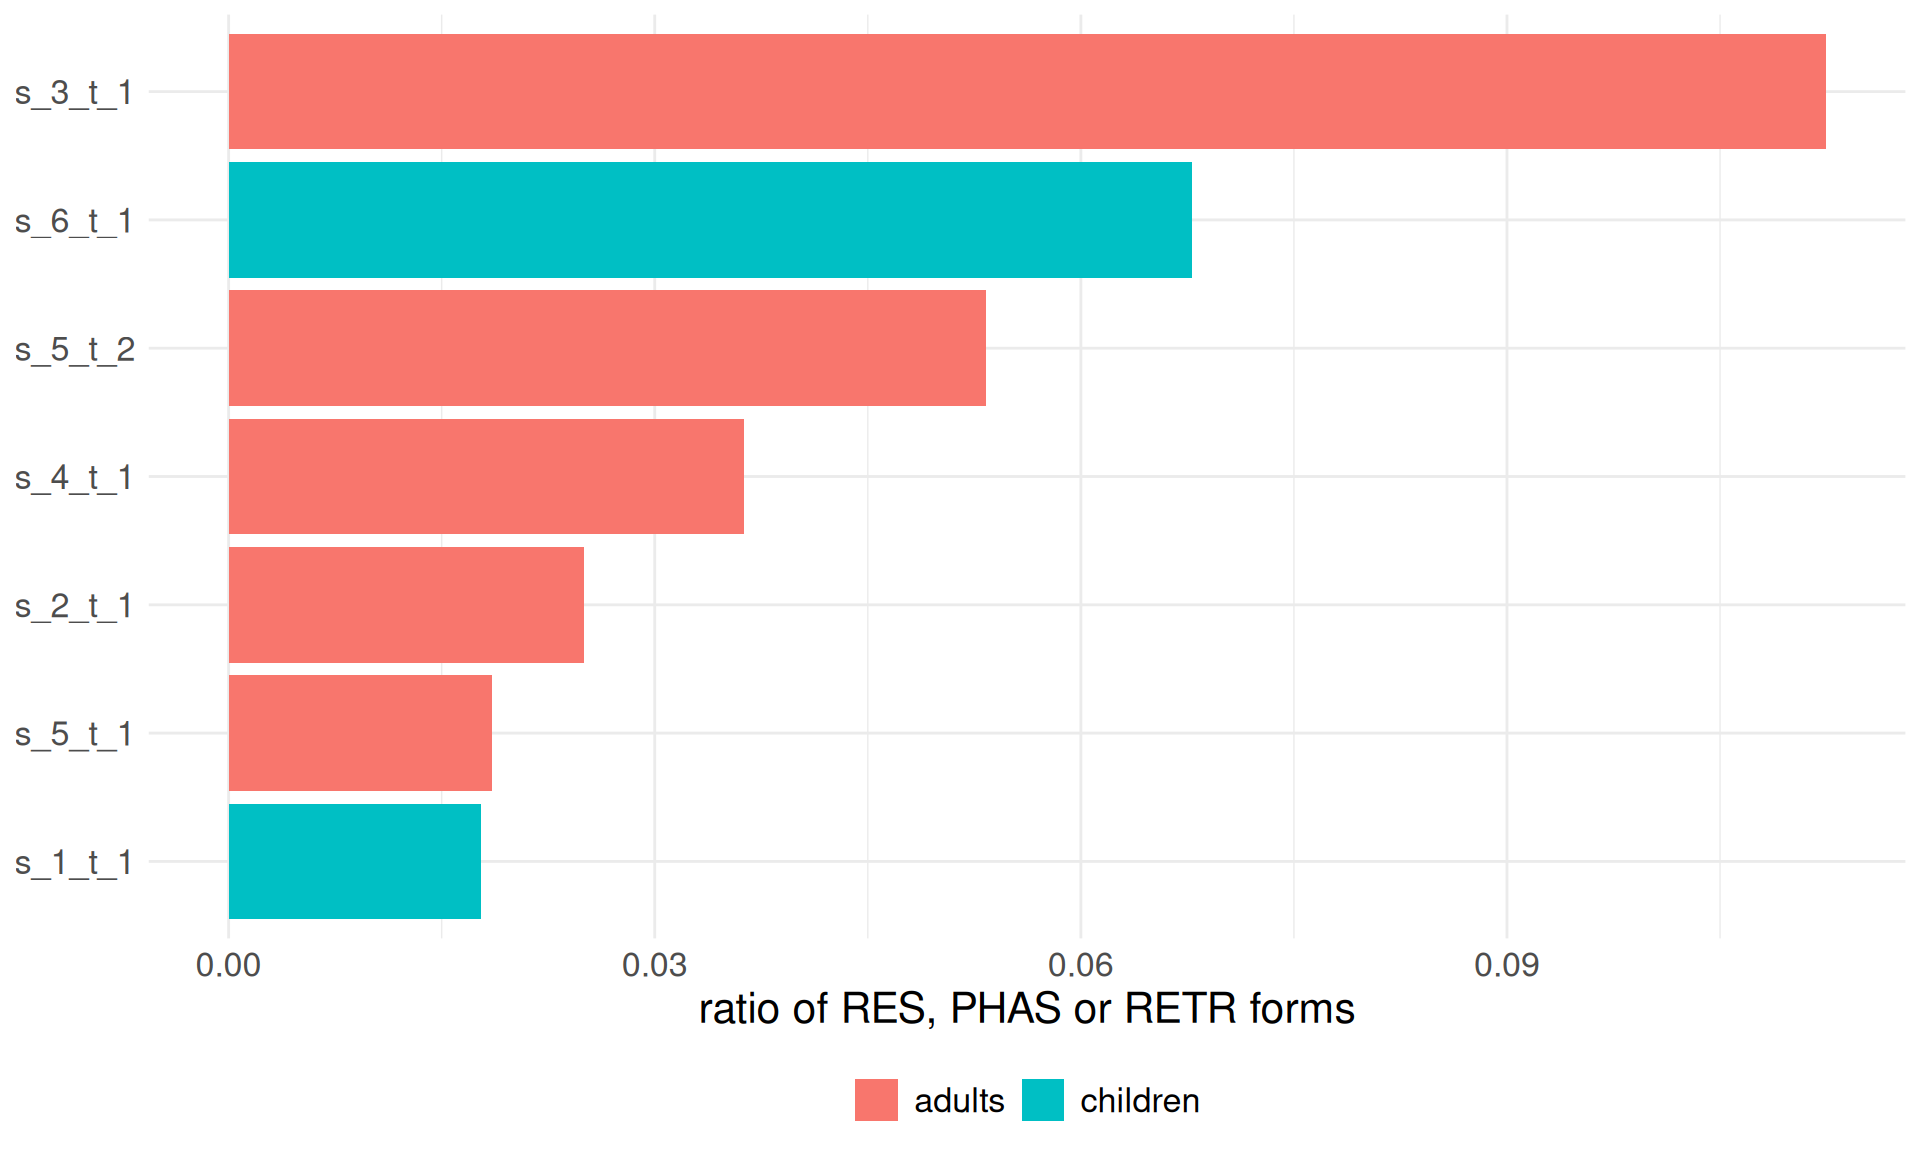 s_3_t_1
s_6_t_1
s_5_t_2
s_4_t_1
s_2_t_1
s_5_t_1
s_1_t_1
0.00 0.03 0.06 0.09
ratio of RES, PHAS or RETR forms
adults children